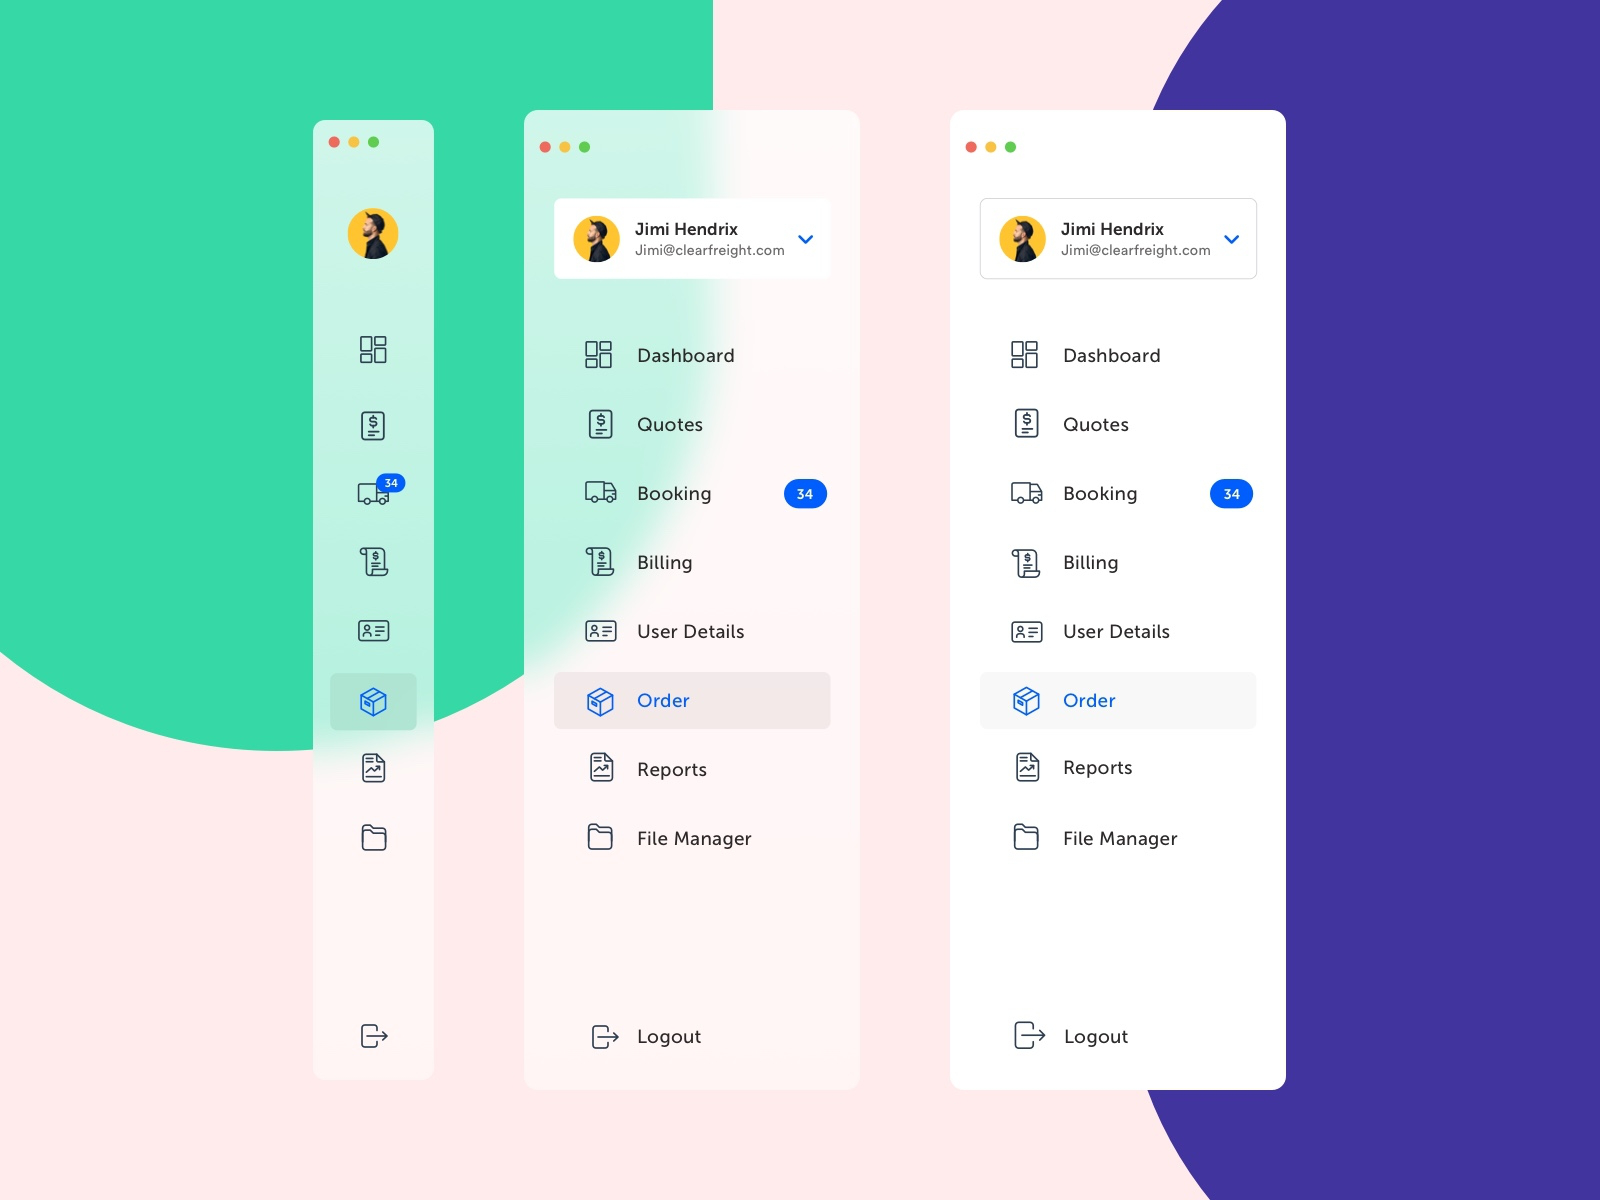 34
Jimi Hendrix
Jimi@clearfreight.com
Dashboard
Quotes
Booking
34
Billing
User Details
Order
Reports
File Manager
Logout
Jimi Hendrix
Jimi@clearfreight.com
Dashboard
Quotes
Booking
34
Billing
User Details
Order
Reports
File Manager
Logout